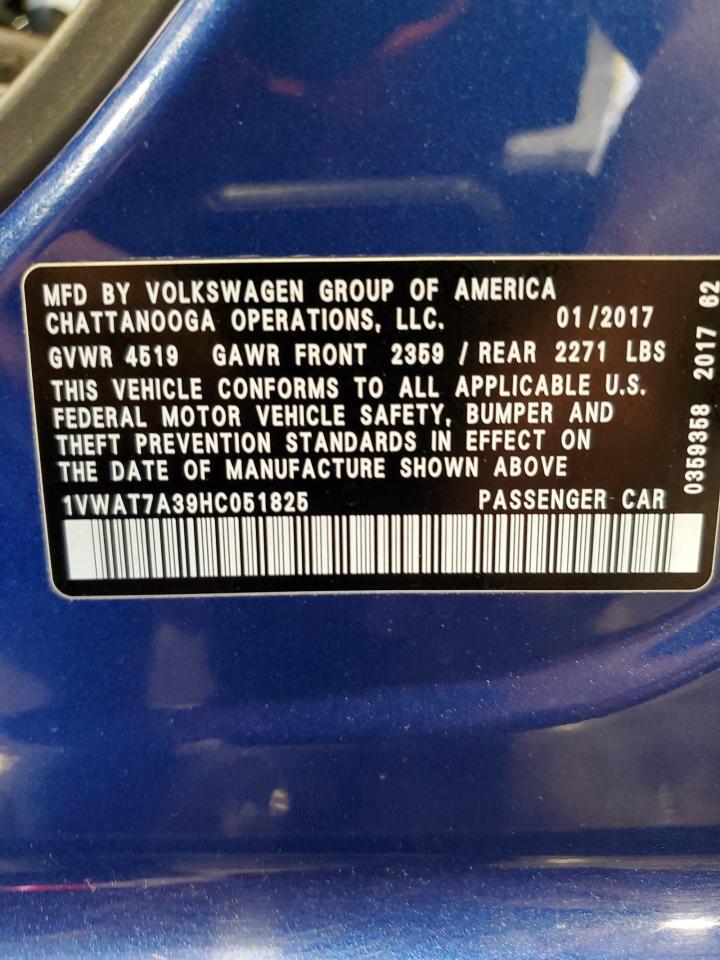 MFD BY VOLKSWAGEN GROUP OF AMERICA
CHATTANOOGA OPERATIONS, LLC. 01/2017
GVWR 4519 GAWR FRONT 2359 / REAR 2271 LBS
THIS VEHICLE CONFORMS TO ALL APPLICABLE U.S.
FEDERAL MOTOR VEHICLE SAFETY, BUMPER AND
THEFT PREVENTION STANDARDS IN EFFECT ON
THE DATE OF MANUFACTURE SHOWN ABOVE
1VWAT7A39HC051825 PASSENGER CAR
0359358 2017 62